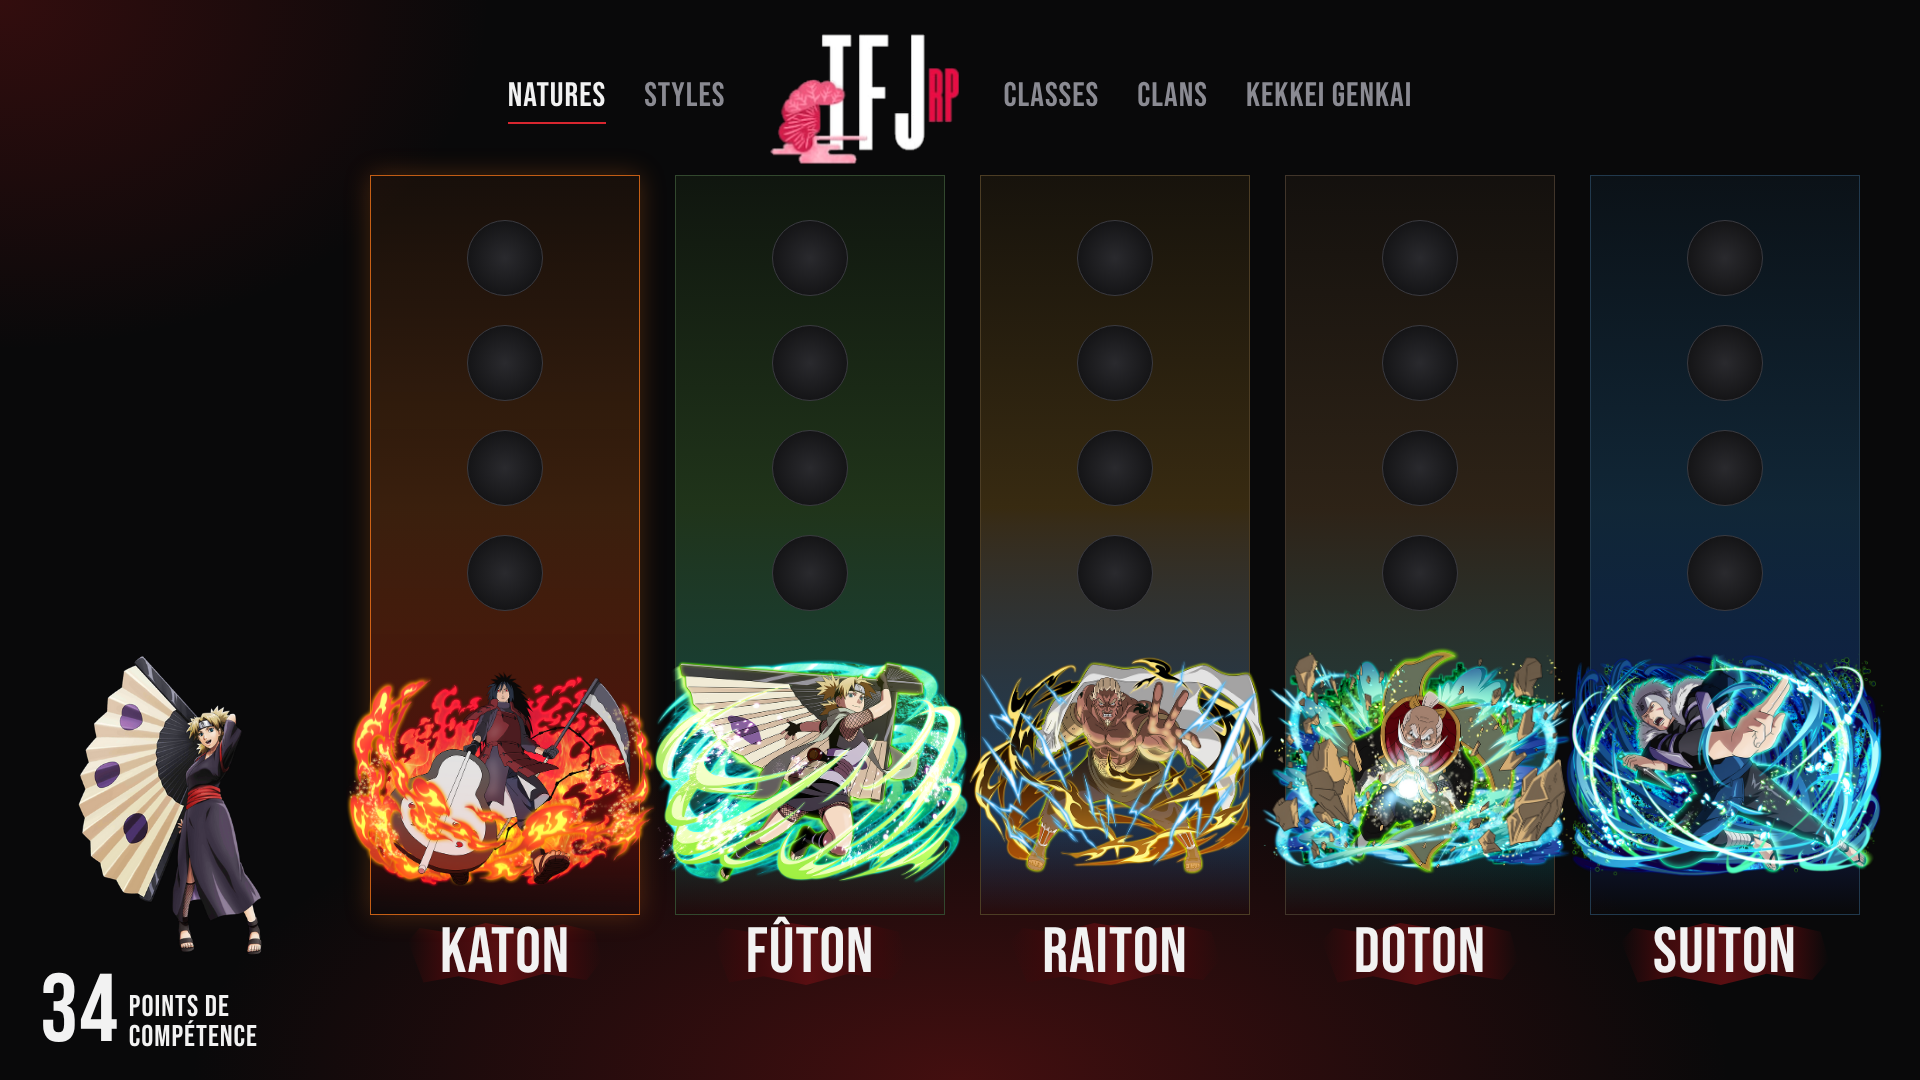 NATURES
STYLES
TFJ RP
CLASSES
CLANS
KEKKEI GENKAI
KATON
FÛTON
RAITON
DOTON
SUITON
34
POINTS DE
COMPÉTENCE